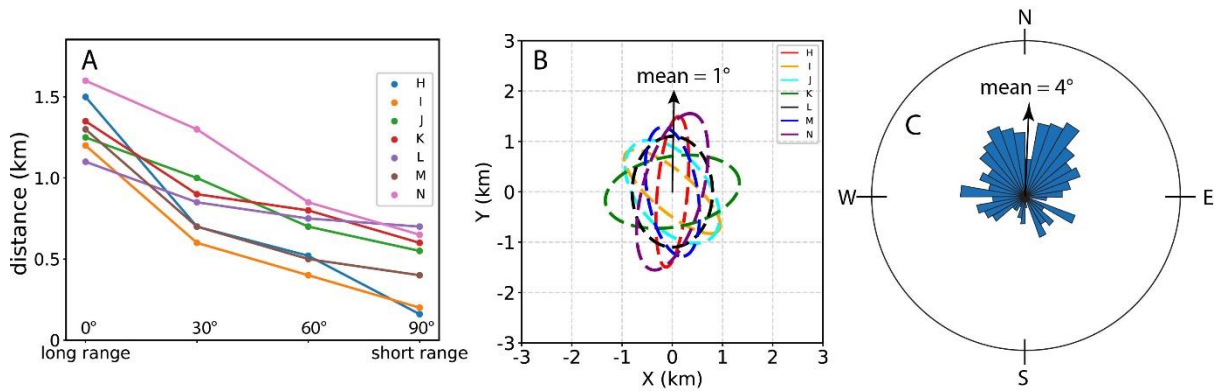 A
H
I
J
K
L
M
N
distance (km)
1.5
1.0
0.5
0
0° 30° 60° 90°
long range short range
B
mean = 1°
H
I
J
K
L
M
N
Y (km)
3
2
1
0
-1
-2
-3
-3 -2 -1 0 1 2 3
X (km)
C
N
mean = 4°
W E
S